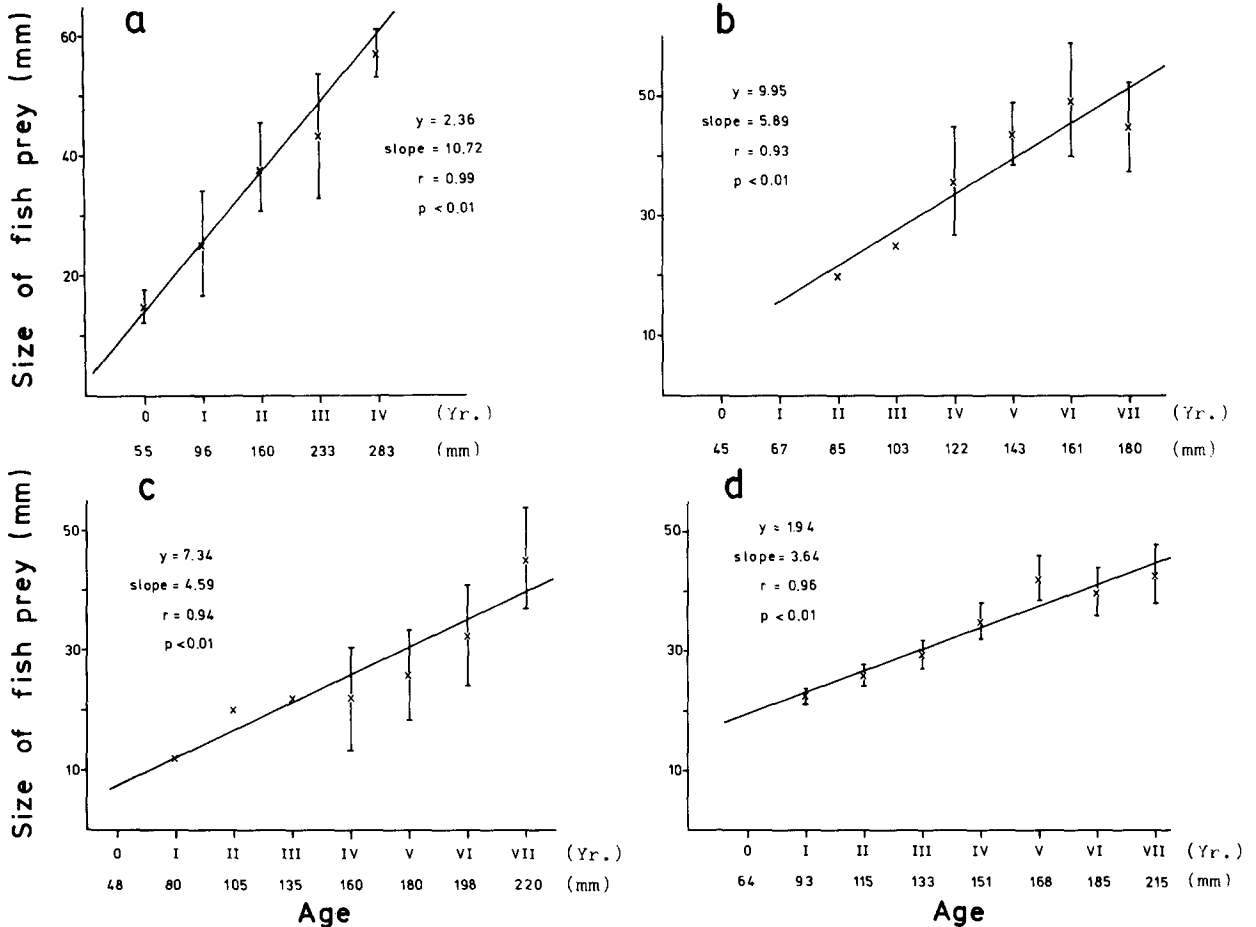 a
Size of fish prey (mm)
60
40
20
y = 2.36
slope = 10.72
r = 0.99
p < 0.01
0 I II III IV (Yr.)
55 96 160 233 283 (mm)
b
50
30
10
y = 9.95
slope = 5.89
r = 0.93
p < 0.01
0 I II III IV V VI VII (Yr.)
45 67 85 103 122 143 161 180 (mm)
c
Size of fish prey (mm)
50
30
10
y = 7.34
slope = 4.59
r = 0.94
p < 0.01
0 I II III IV V VI VII (Yr.)
48 80 105 135 160 180 198 220 (mm)
Age
d
50
30
10
y = 1.94
slope = 3.64
r = 0.96
p < 0.01
0 I II III IV V VI VII (Yr.)
64 93 115 133 151 168 185 215 (mm)
Age